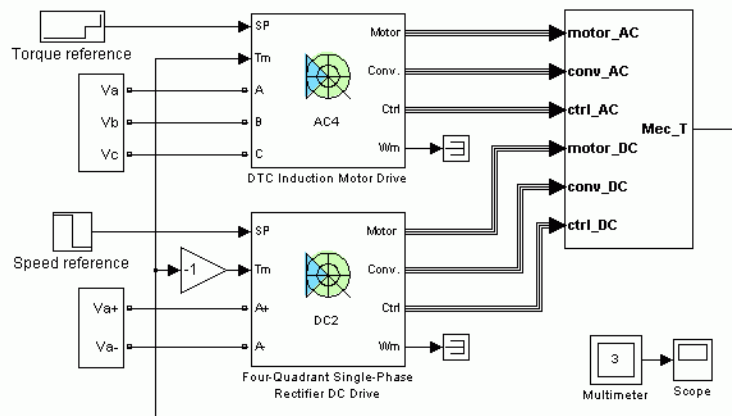 Torque reference
SP
Tm
A
B
C
Motor
Conv.
Ctrl
Wm
AC4
DTC Induction Motor Drive
Va
Vb
Vc
motor_AC
conv_AC
ctrl_AC
motor_DC
conv_DC
ctrl_DC
Mec_T
Speed reference
-1
SP
Tm
A+
A-
Motor
Conv.
Ctrl
Wm
DC2
Four-Quadrant Single-Phase
Rectifier DC Drive
Va+
Va-
3
Multimeter
Scope